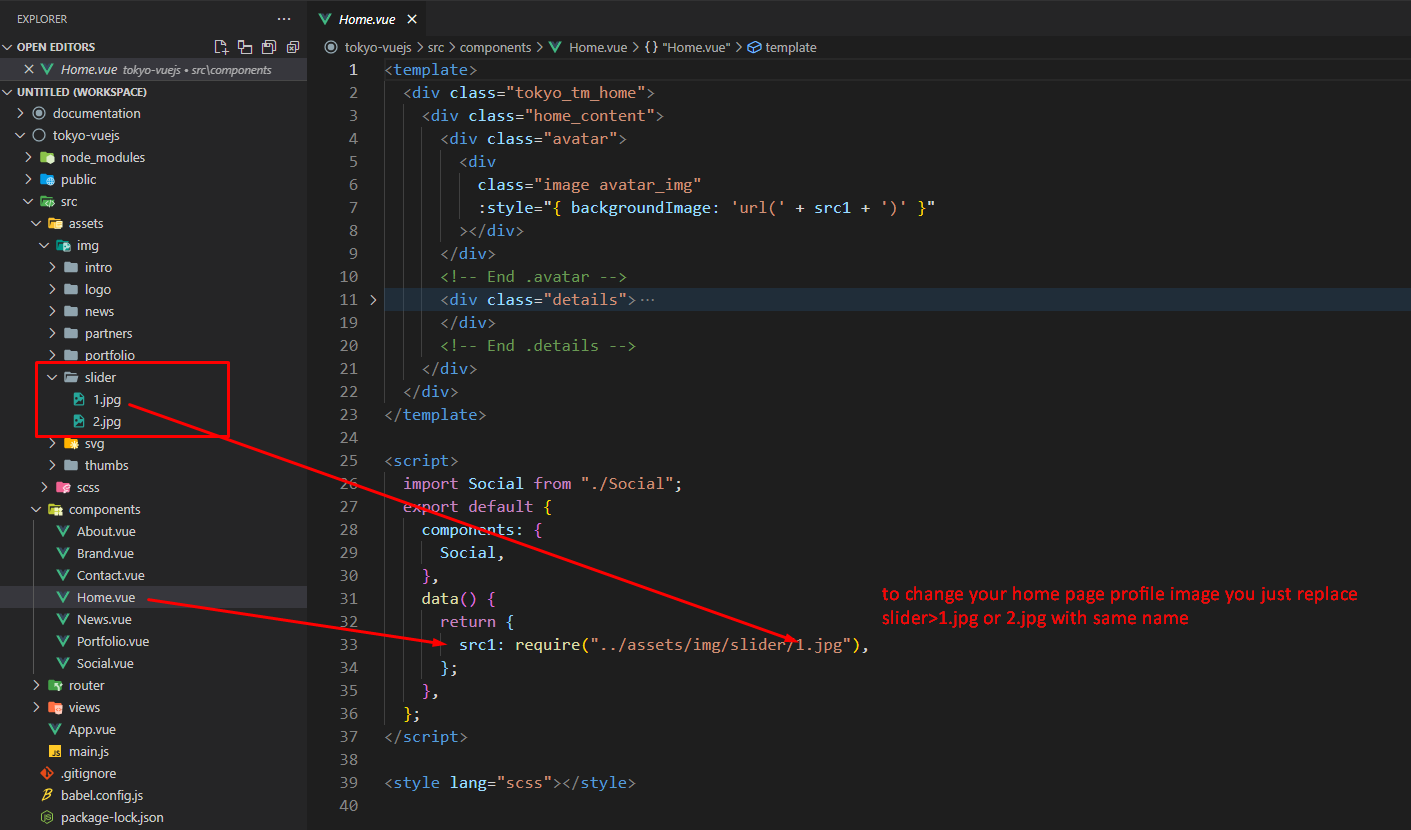 EXPLORER ...
OPEN EDITORS
Home.vue tokyo-vuejs • src\components
UNTITLED (WORKSPACE)
documentation
tokyo-vuejs
node_modules
public
src
assets
img
intro
logo
news
partners
portfolio
slider
1.jpg
2.jpg
svg
thumbs
scss
components
About.vue
Brand.vue
Contact.vue
Home.vue
News.vue
Portfolio.vue
Social.vue
router
views
App.vue
main.js
.gitignore
babel.config.js
package-lock.json
Home.vue
tokyo-vuejs > src > components > Home.vue > {} "Home.vue" > template
1 <template>
2 <div class="tokyo_tm_home">
3 <div class="home_content">
4 <div class="avatar">
5 <div
6 class="image avatar_img"
7 :style="{ backgroundImage: 'url(' + src1 + ')' }"
8 ></div>
9 </div>
10 <!-- End .avatar -->
11 <div class="details"> ...
19 </div>
20 <!-- End .details -->
21 </div>
22 </div>
23 </template>
24
25 <script>
26 import Social from "./Social";
27 export default {
28 components: {
29 Social,
30 },
31 data() {
32 return {
33 src1: require("../assets/img/slider/1.jpg"),
34 };
35 },
36 };
37 </script>
38
39 <style lang="scss"></style>
40
to change your home page profile image you just replace
slider>1.jpg or 2.jpg with same name